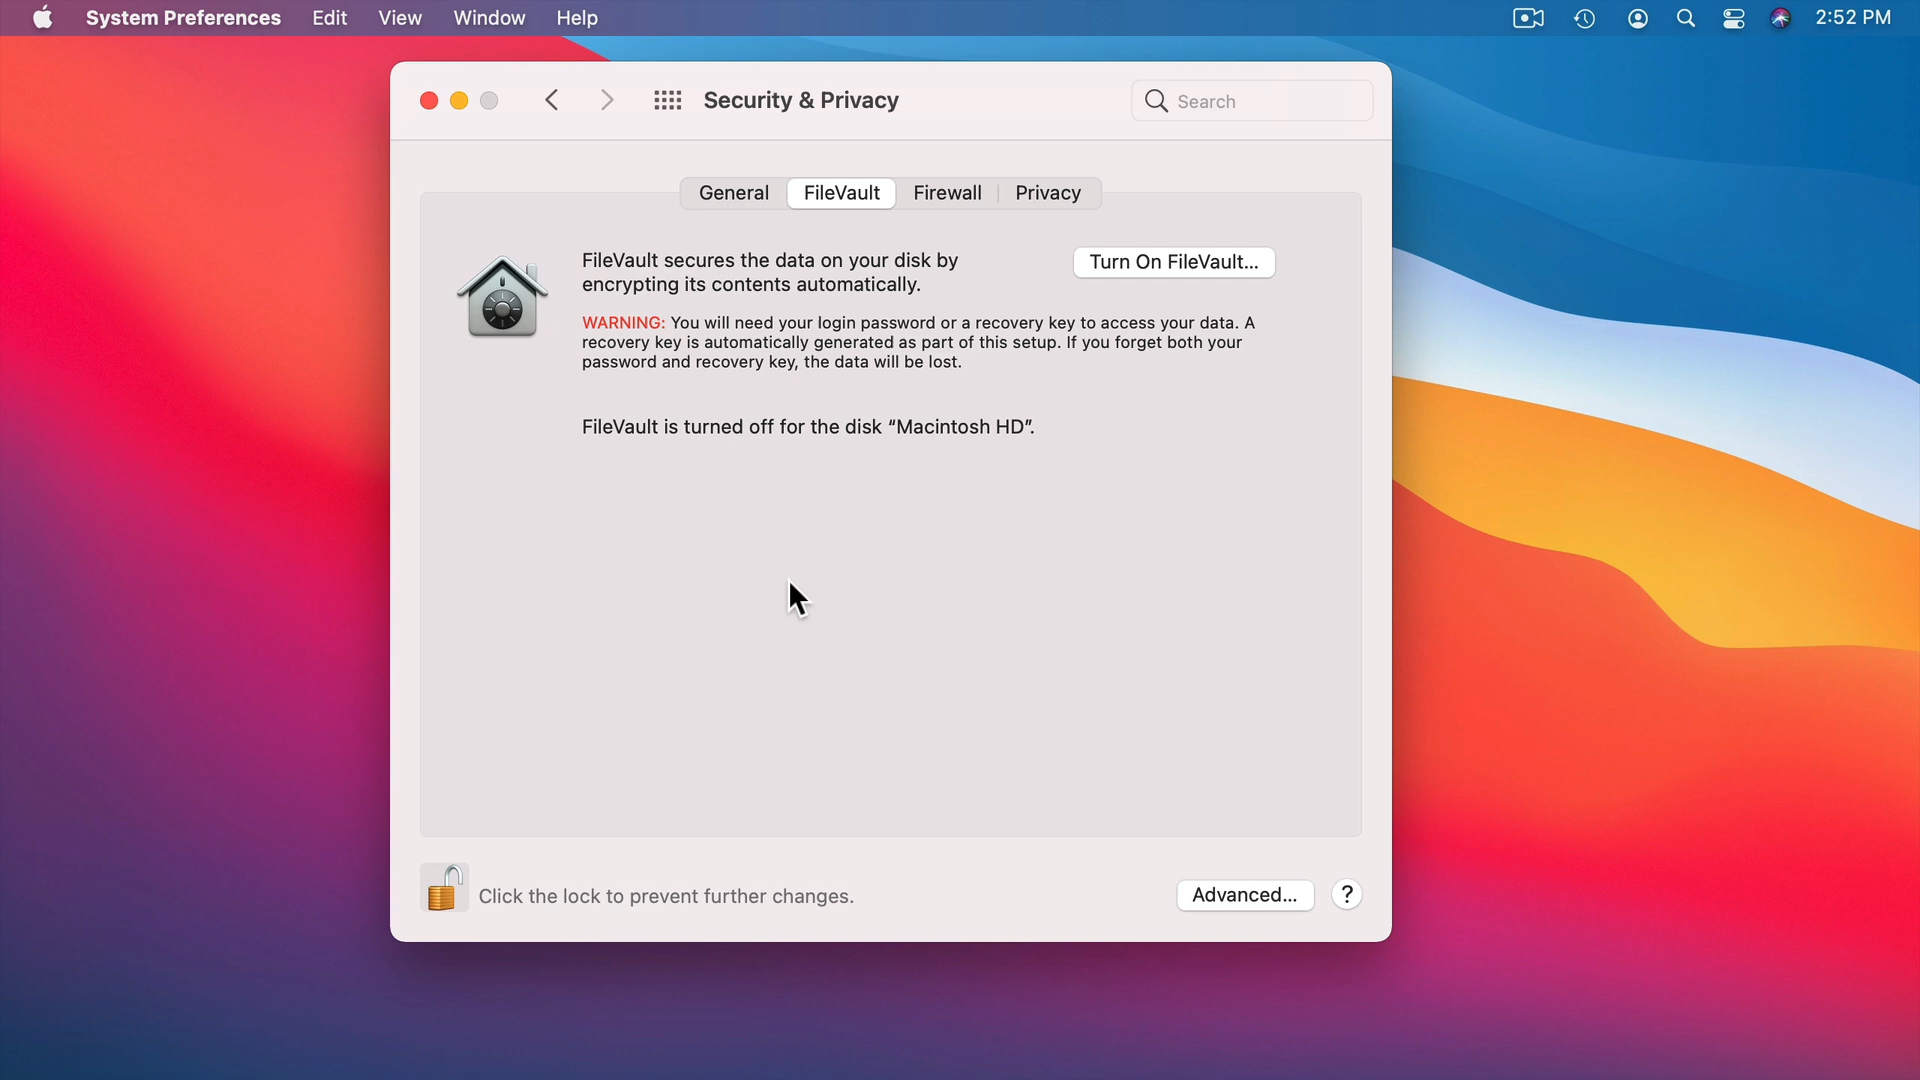 System Preferences Edit View Window Help 2:52 PM
Security & Privacy
Search
General FileVault Firewall Privacy
FileVault secures the data on your disk by
encrypting its contents automatically.
Turn On FileVault...
WARNING: You will need your login password or a recovery key to access your data. A
recovery key is automatically generated as part of this setup. If you forget both your
password and recovery key, the data will be lost.
FileVault is turned off for the disk “Macintosh HD”.
Click the lock to prevent further changes.
Advanced...
?